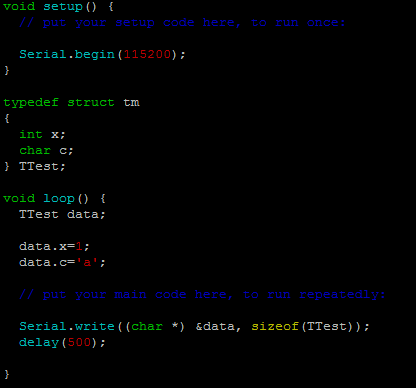 void setup() {
  // put your setup code here, to run once:
  Serial.begin(115200);
}
typedef struct tm
{
  int x;
  char c;
} TTest;
void loop() {
  TTest data;
  data.x=1;
  data.c='a';
  // put your main code here, to run repeatedly:
  Serial.write((char *) &data, sizeof(TTest));
  delay(500);
}